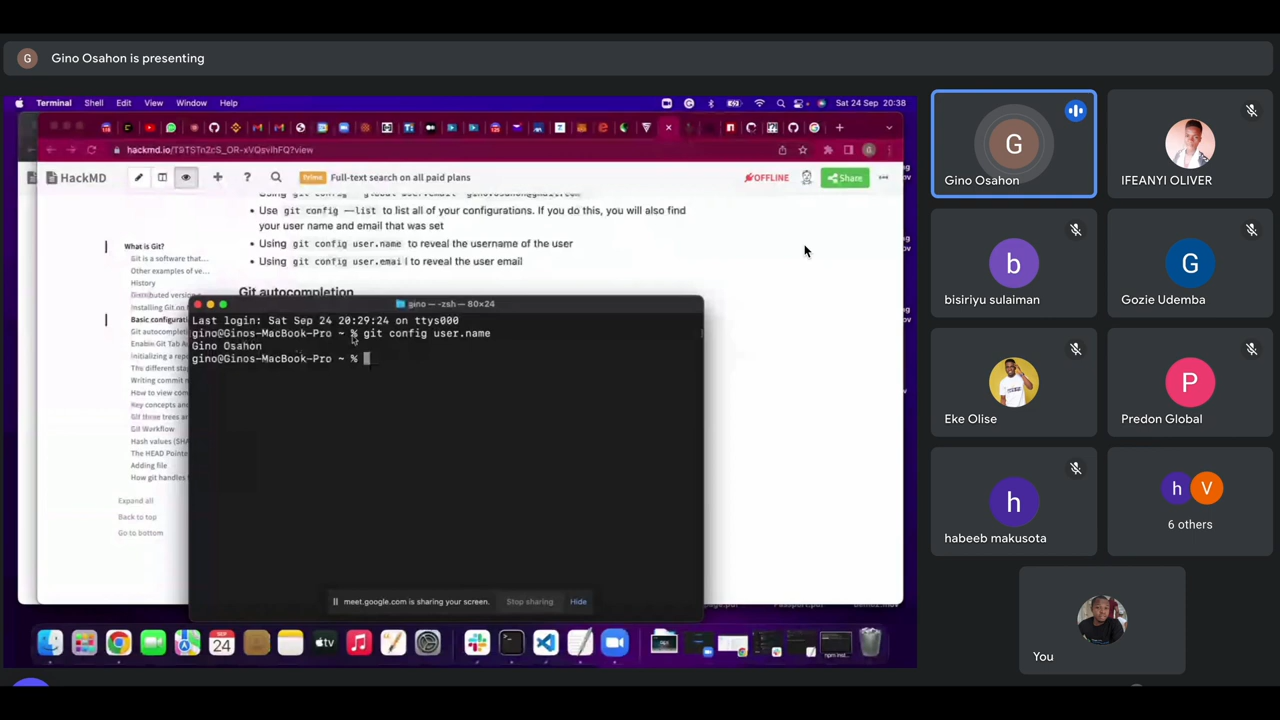 G Gino Osahon is presenting
Terminal Shell Edit View Window Help
Sat 24 Sep 20:38
hackmd.io/T9TSTn2cS_OR-xVQsvihFQ?view
HackMD
Prime Full-text search on all paid plans
OFFLINE
Share
• Use git config --list to list all of your configurations. If you do this, you will also find
your user name and email that was set
• Using git config user.name to reveal the username of the user
• Using git config user.email to reveal the user email
Git autocompletion
What is Git?
Git is a software that...
Other examples of ve...
History
Distributed version
Installing Git on
Basic configuratio
Git autocompletio
Enable Git Tab A
Initializing a repo
The different stag
Writing commit m
How to view com
Key concepts an
Git three trees ar
Git Workflow
Hash values (SHA
The HEAD Pointe
Adding file
How git handles
Expand all
Back to top
Go to bottom
gino — -zsh — 80×24
Last login: Sat Sep 24 20:29:24 on ttys000
gino@Ginos-MacBook-Pro ~ % git config user.name
Gino Osahon
gino@Ginos-MacBook-Pro ~ %
meet.google.com is sharing your screen. Stop sharing Hide
SEP
24
tv
G
Gino Osahon
IFEANYI OLIVER
b
bisiriyu sulaiman
G
Gozie Udemba
Eke Olise
P
Predon Global
h
habeeb makusota
h V
6 others
You